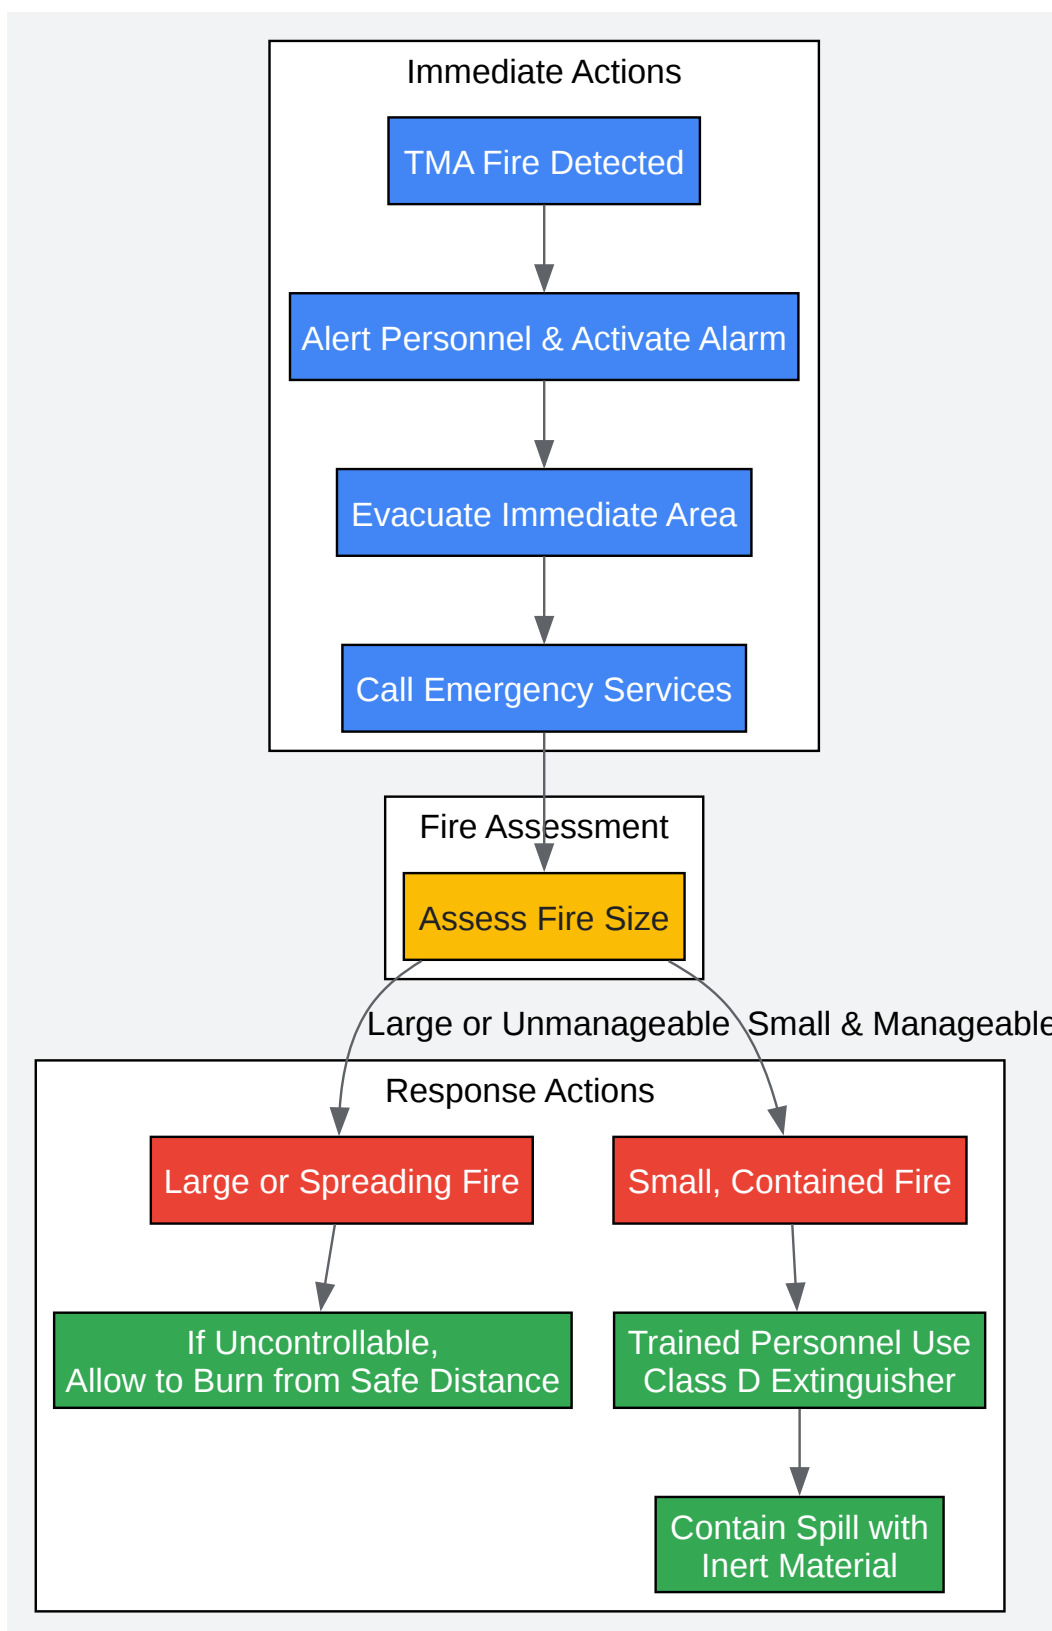 Immediate Actions
TMA Fire Detected
Alert Personnel & Activate Alarm
Evacuate Immediate Area
Call Emergency Services
Fire Assessment
Assess Fire Size
Large or Unmanageable
Small & Manageable
Response Actions
Large or Spreading Fire
Small, Contained Fire
If Uncontrollable,
Allow to Burn from Safe Distance
Trained Personnel Use
Class D Extinguisher
Contain Spill with
Inert Material